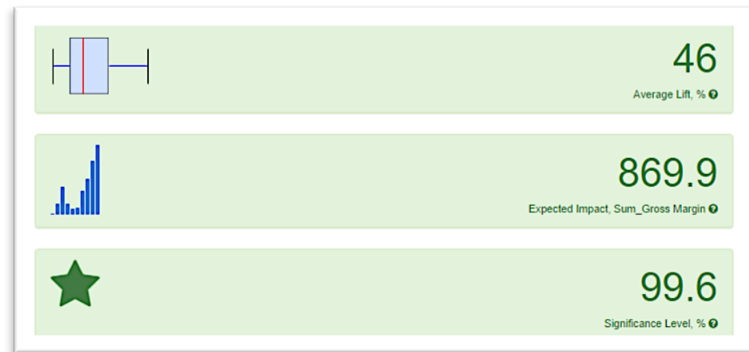 46
Average Lift, % ?
869.9
Expected Impact, Sum_Gross Margin ?
99.6
Significance Level, % ?